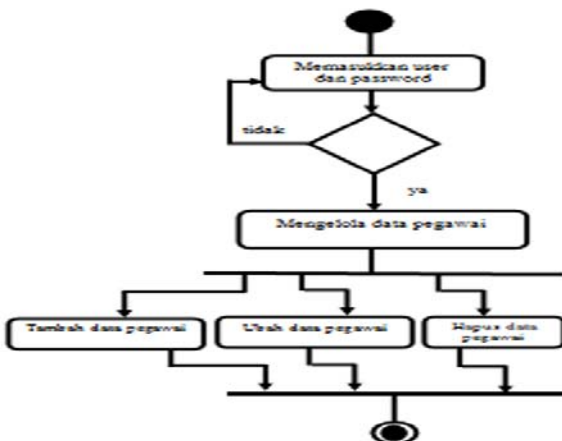 Memasukkan user
dan password
tidak
ya
Mengelola data pegawai
Tambah data pegawai
Ubah data pegawai
Hapus data
pegawai